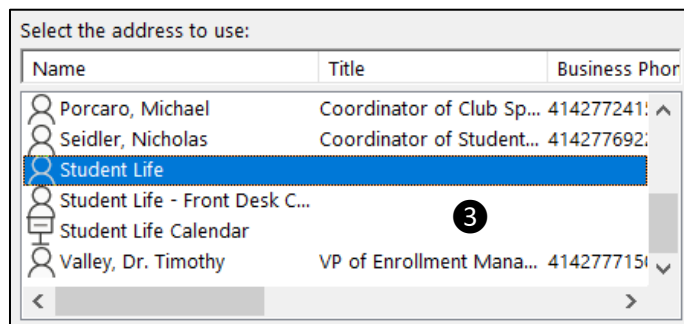 Select the address to use:
Name Title Business Phor
Porcaro, Michael Coordinator of Club Sp... 414277241
Seidler, Nicholas Coordinator of Student... 414277692
Student Life
Student Life - Front Desk C...
❸
Student Life Calendar
Valley, Dr. Timothy VP of Enrollment Mana... 414277715